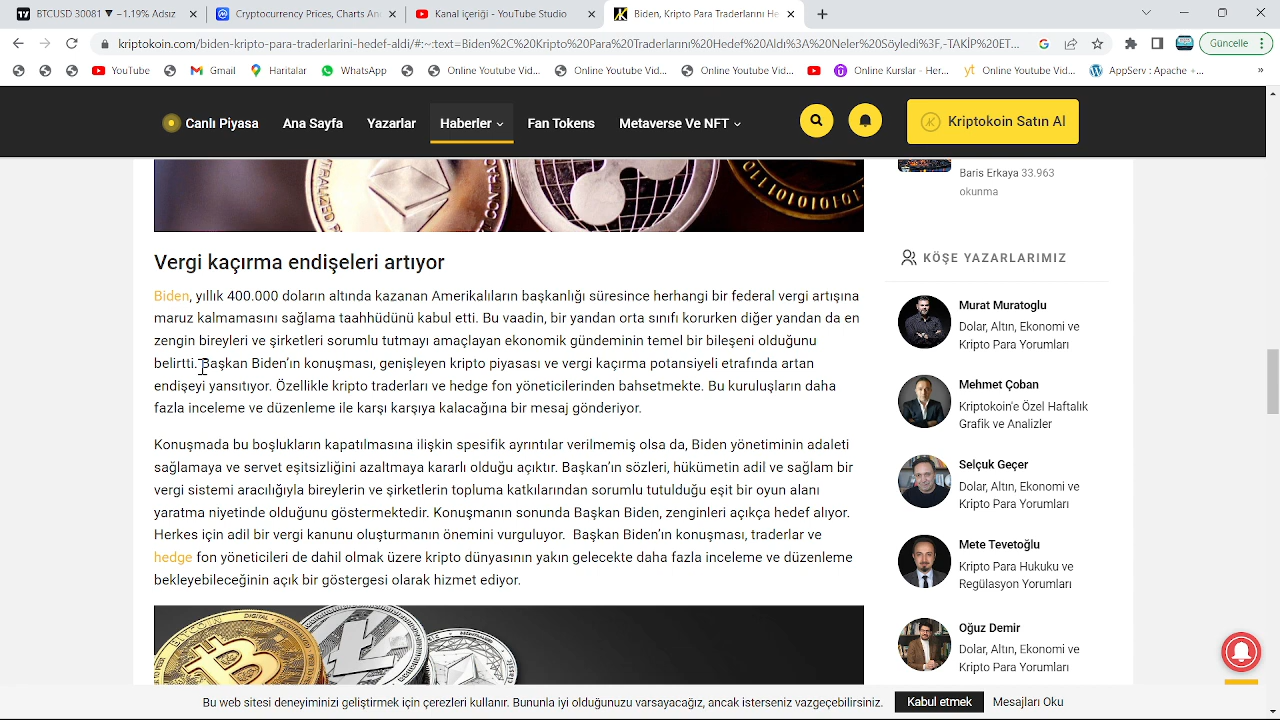 BTCUSD 30081 ▼ −1.19% Adsız
Cryptocurrency Prices, Charts An
Kanal içeriği - YouTube Studio
Biden, Kripto Para Traderlarını He
kriptokoin.com/biden-kripto-para-traderlarini-hedef-aldi/#:~:text=Biden%2C%20Kripto%20Para%20Traderlarını%20Hedef%20Aldı%3A%20Neler%20Söyledi%3F,-TAKİP%20ET...
Güncelle
YouTube
Gmail
Haritalar
WhatsApp
Online Youtube Vid...
Online Youtube Vid...
Online Youtube Vid...
Online Kurslar - Her...
Online Youtube Vid...
AppServ : Apache +...
»
Canlı Piyasa
Ana Sayfa
Yazarlar
Haberler
Fan Tokens
Metaverse Ve NFT
Kriptokoin Satın Al
Baris Erkaya 33.963
okunma
Vergi kaçırma endişeleri artıyor
Biden, yıllık 400.000 doların altında kazanan Amerikalıların başkanlığı süresince herhangi bir federal vergi artışına
maruz kalmamasını sağlama taahhüdünü kabul etti. Bu vaadin, bir yandan orta sınıfı korurken diğer yandan da en
zengin bireyleri ve şirketleri sorumlu tutmayı amaçlayan ekonomik gündeminin temel bir bileşeni olduğunu
belirtti. Başkan Biden’ın konuşması, genişleyen kripto piyasası ve vergi kaçırma potansiyeli etrafında artan
endişeyi yansıtıyor. Özellikle kripto traderları ve hedge fon yöneticilerinden bahsetmekte. Bu kuruluşların daha
fazla inceleme ve düzenleme ile karşı karşıya kalacağına bir mesaj gönderiyor.
Konuşmada bu boşlukların kapatılmasına ilişkin spesifik ayrıntılar verilmemiş olsa da, Biden yönetiminin adaleti
sağlamaya ve servet eşitsizliğini azaltmaya kararlı olduğu açıktır. Başkan’ın sözleri, hükümetin adil ve sağlam bir
vergi sistemi aracılığıyla bireylerin ve şirketlerin topluma katkılarından sorumlu tutulduğu eşit bir oyun alanı
yaratma niyetinde olduğunu göstermektedir. Konuşmanın sonunda Başkan Biden, zenginleri açıkça hedef alıyor.
Herkes için adil bir vergi kanunu oluşturmanın önemini vurguluyor. Başkan Biden’ın konuşması, traderlar ve
hedge fon yöneticileri de dahil olmak üzere kripto dünyasının yakın gelecekte daha fazla inceleme ve düzenleme
bekleyebileceğinin açık bir göstergesi olarak hizmet ediyor.
KÖŞE YAZARLARIMIZ
Murat Muratoglu
Dolar, Altın, Ekonomi ve
Kripto Para Yorumları
Mehmet Çoban
Kriptokoin'e Özel Haftalık
Grafik ve Analizler
Selçuk Geçer
Dolar, Altın, Ekonomi ve
Kripto Para Yorumları
Mete Tevetoğlu
Kripto Para Hukuku ve
Regülasyon Yorumları
Oğuz Demir
Dolar, Altın, Ekonomi ve
Kripto Para Yorumları
Bu web sitesi deneyiminizi geliştirmek için çerezleri kullanır. Bununla iyi olduğunuzu varsayacağız, ancak isterseniz vazgeçebilirsiniz.
Kabul etmek
Mesajları Oku